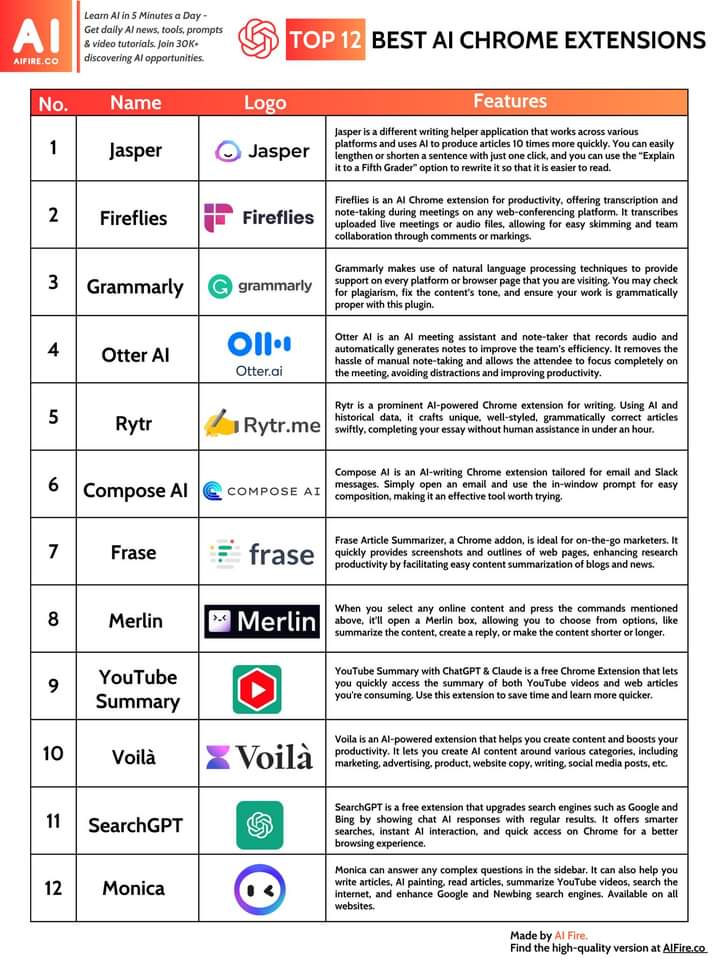 AI
AIFIRE.CO
Learn AI in 5 Minutes a Day -
Get daily AI news, tools, prompts
& video tutorials. Join 30K+
discovering AI opportunities.
TOP 12 BEST AI CHROME EXTENSIONS
No. Name Logo Features
1 Jasper Jasper
Jasper is a different writing helper application that works across various
platforms and uses AI to produce articles 10 times more quickly. You can easily
lengthen or shorten a sentence with just one click, and you can use the “Explain
it to a Fifth Grader” option to rewrite it so that it is easier to read.
2 Fireflies Fireflies
Fireflies is an AI Chrome extension for productivity, offering transcription and
note-taking during meetings on any web-conferencing platform. It transcribes
uploaded live meetings or audio files, allowing for easy skimming and team
collaboration through comments or markings.
3 Grammarly grammarly
Grammarly makes use of natural language processing techniques to provide
support on every platform or browser page that you are visiting. You may check
for plagiarism, fix the content's tone, and ensure your work is grammatically
proper with this plugin.
4 Otter AI Otter.ai
Otter AI is an AI meeting assistant and note-taker that records audio and
automatically generates notes to improve the team's efficiency. It removes the
hassle of manual note-taking and allows the attendee to focus completely on
the meeting, avoiding distractions and improving productivity.
5 Rytr Rytr.me
Rytr is a prominent AI-powered Chrome extension for writing. Using AI and
historical data, it crafts unique, well-styled, grammatically correct articles
swiftly, completing your essay without human assistance in under an hour.
6 Compose AI COMPOSE AI
Compose AI is an AI-writing Chrome extension tailored for email and Slack
messages. Simply open an email and use the in-window prompt for easy
composition, making it an effective tool worth trying.
7 Frase frase
Frase Article Summarizer, a Chrome addon, is ideal for on-the-go marketers. It
quickly provides screenshots and outlines of web pages, enhancing research
productivity by facilitating easy content summarization of blogs and news.
8 Merlin Merlin
When you select any online content and press the commands mentioned
above, it'll open a Merlin box, allowing you to choose from options, like
summarize the content, create a reply, or make the content shorter or longer.
9 YouTube
Summary
YouTube Summary with ChatGPT & Claude is a free Chrome Extension that lets
you quickly access the summary of both YouTube videos and web articles
you're consuming. Use this extension to save time and learn more quicker.
10 Voilà Voilà
Voila is an AI-powered extension that helps you create content and boosts your
productivity. It lets you create AI content around various categories, including
marketing, advertising, product, website copy, writing, social media posts, etc.
11 SearchGPT
SearchGPT is a free extension that upgrades search engines such as Google and
Bing by showing chat AI responses with regular results. It offers smarter
searches, instant AI interaction, and quick access on Chrome for a better
browsing experience.
12 Monica
Monica can answer any complex questions in the sidebar. It can also help you
write articles, AI painting, read articles, summarize YouTube videos, search the
internet, and enhance Google and Newbing search engines. Available on all
websites.
Made by AI Fire.
Find the high-quality version at AIFire.co